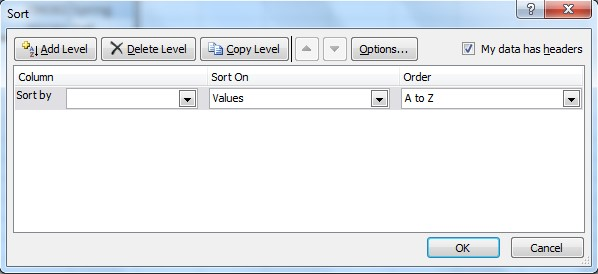 Sort
Add Level Delete Level Copy Level Options... My data has headers
Column Sort On Order
Sort by Values A to Z
OK Cancel